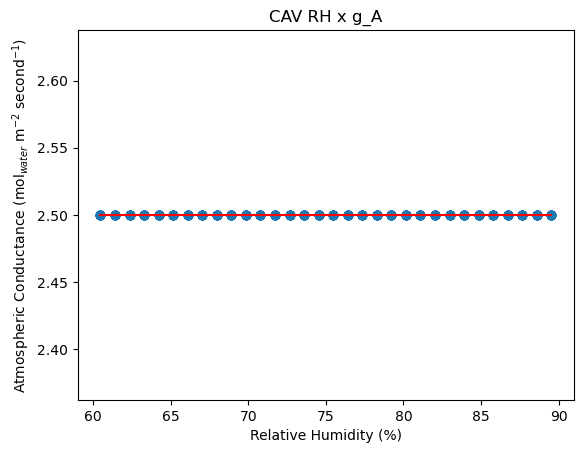 CAV RH x g_A
Atmospheric Conductance (mol_water m⁻² second⁻¹)
2.60
2.55
2.50
2.45
2.40
60 65 70 75 80 85 90
Relative Humidity (%)